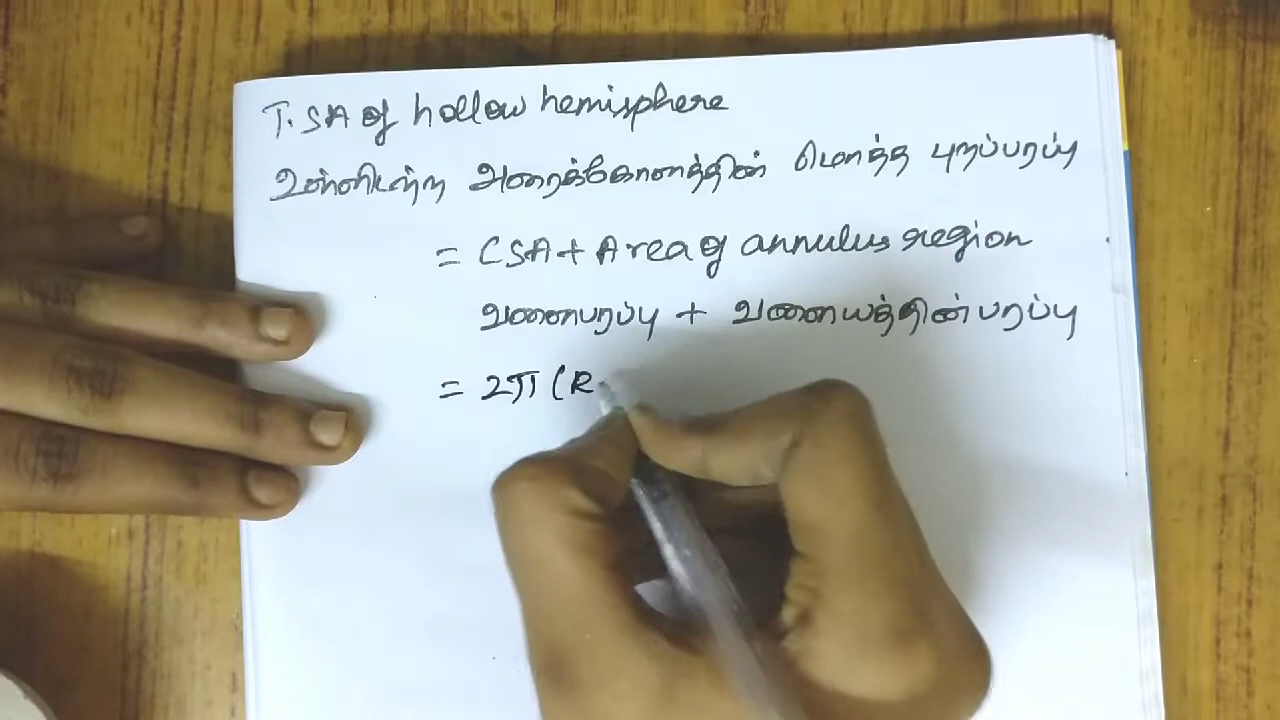 T.SA of hollow hemisphere
உள்ளீடற்ற அரைக்கோளத்தின் மொத்த புறப்பரப்பு
= CSA + Area of annulus region
வளைபரப்பு + வளையத்தின் பரப்பு
= 2π (R